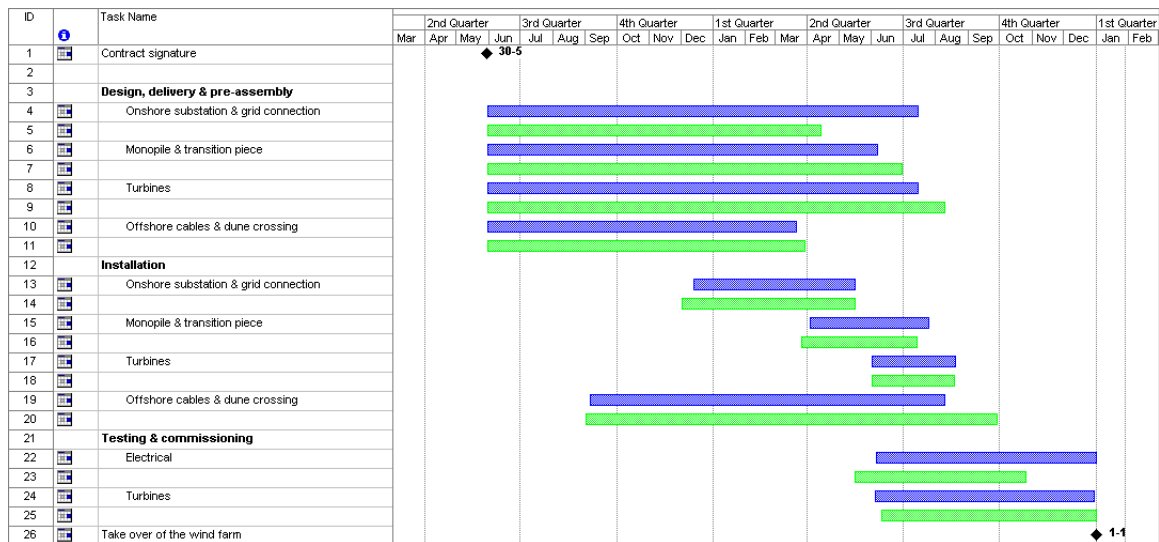 ID Task Name 2nd Quarter 3rd Quarter 4th Quarter 1st Quarter 2nd Quarter 3rd Quarter 4th Quarter 1st Quarter
Mar Apr May Jun Jul Aug Sep Oct Nov Dec Jan Feb Mar Apr May Jun Jul Aug Sep Oct Nov Dec Jan Feb
1 Contract signature 30-5
2
3 Design, delivery & pre-assembly
4 Onshore substation & grid connection
5
6 Monopile & transition piece
7
8 Turbines
9
10 Offshore cables & dune crossing
11
12 Installation
13 Onshore substation & grid connection
14
15 Monopile & transition piece
16
17 Turbines
18
19 Offshore cables & dune crossing
20
21 Testing & commissioning
22 Electrical
23
24 Turbines
25
26 Take over of the wind farm 1-1